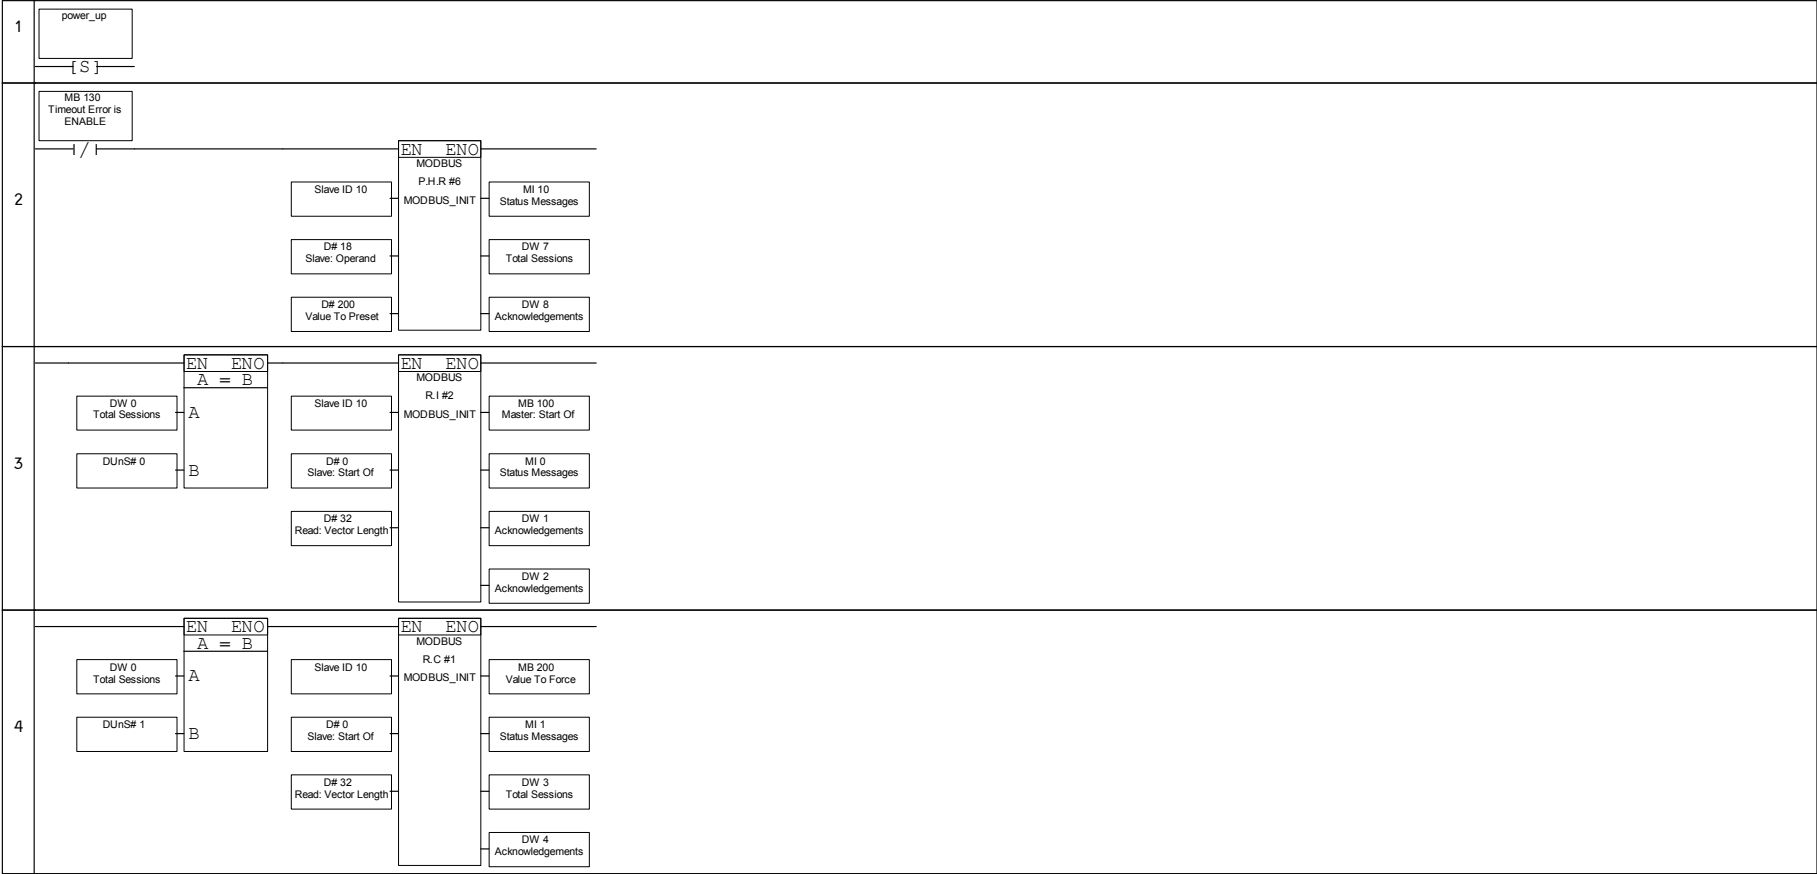 1
power_up
[ S ]
2
MB 130
Timeout Error is
ENABLE
/
EN ENO
MODBUS
P.H.R #6
MODBUS_INIT
Slave ID 10
MI 10
Status Messages
D# 18
Slave: Operand
DW 7
Total Sessions
D# 200
Value To Preset
DW 8
Acknowledgements
3
EN ENO
A = B
DW 0
Total Sessions
A
DUnS# 0
B
EN ENO
MODBUS
R.I #2
MODBUS_INIT
Slave ID 10
MB 100
Master: Start Of
D# 0
Slave: Start Of
MI 0
Status Messages
D# 32
Read: Vector Length
DW 1
Acknowledgements
DW 2
Acknowledgements
4
EN ENO
A = B
DW 0
Total Sessions
A
DUnS# 1
B
EN ENO
MODBUS
R.C #1
MODBUS_INIT
Slave ID 10
MB 200
Value To Force
D# 0
Slave: Start Of
MI 1
Status Messages
D# 32
Read: Vector Length
DW 3
Total Sessions
DW 4
Acknowledgements